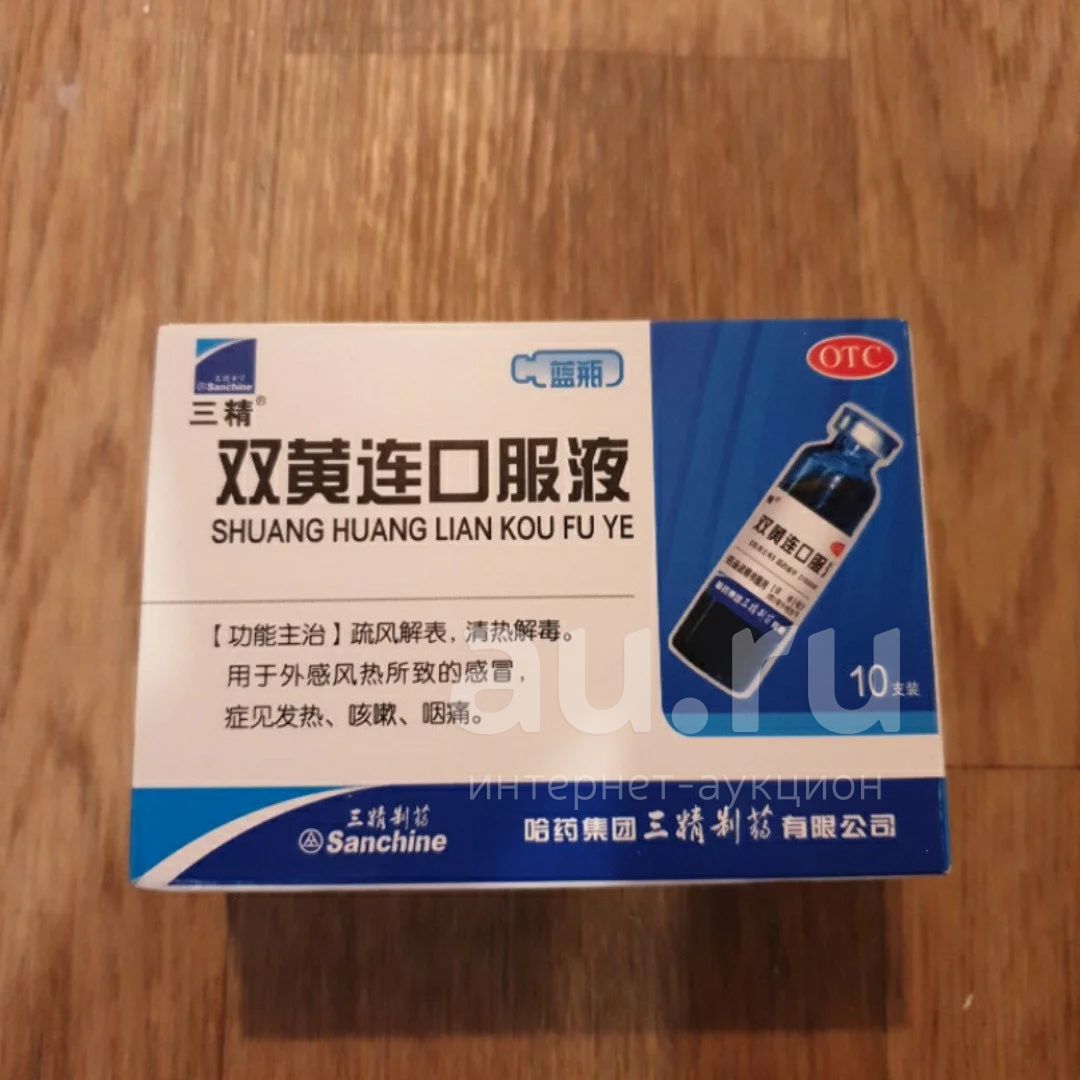 Sanchine
三精®
蓝瓶
OTC
双黄连口服液
SHUANG HUANG LIAN KOU FU YE
双黄连口服
【功能主治】疏风解表，清热解毒。
用于外感风热所致的感冒，
症见发热、咳嗽、咽痛。
10支装
au.ru
интернет-аукцион
三精制药
Sanchine
哈药集团三精制药有限公司